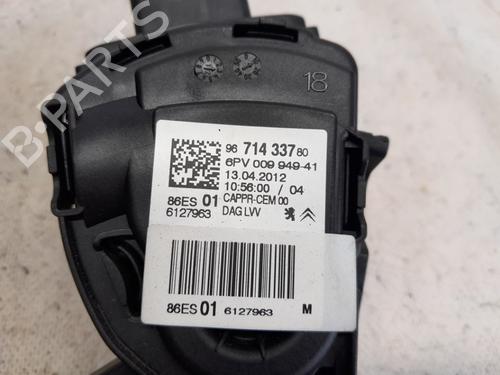 B-PARTS
18
96 714 337 80
6PV 009 949-41
13.04.2012
10:56:00 / 04
86ES 01 CAPPR-CEM 00
6127963 DAG LVV
86ES 01 6127963 M